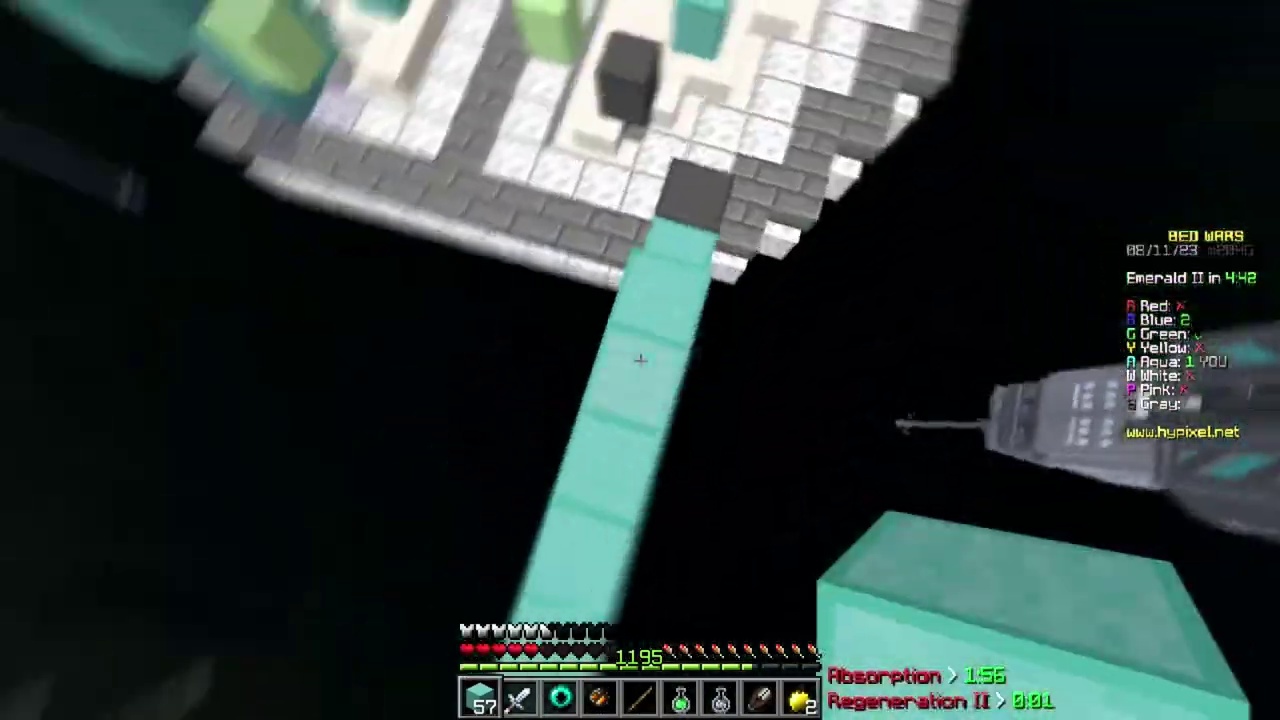 BED WARS
08/11/23
Emerald II in 4:42
R Red: ✗
B Blue: 2
G Green: ✓
Y Yellow: ✗
A Aqua: 1 YOU
W White: ✗
P Pink: ✗
Gray:
www.hypixel.net
1195
57
2
Absorption > 1:56
Regeneration II > 0:01